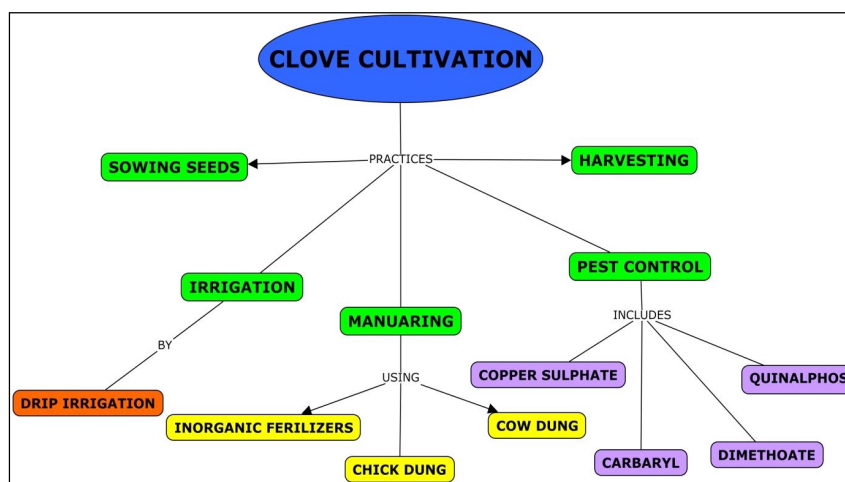 CLOVE CULTIVATION
SOWING SEEDS
PRACTICES
HARVESTING
IRRIGATION
PEST CONTROL
MANUARING
INCLUDES
BY
USING
COPPER SULPHATE
QUINALPHOS
DRIP IRRIGATION
INORGANIC FERILIZERS
COW DUNG
CHICK DUNG
CARBARYL
DIMETHOATE